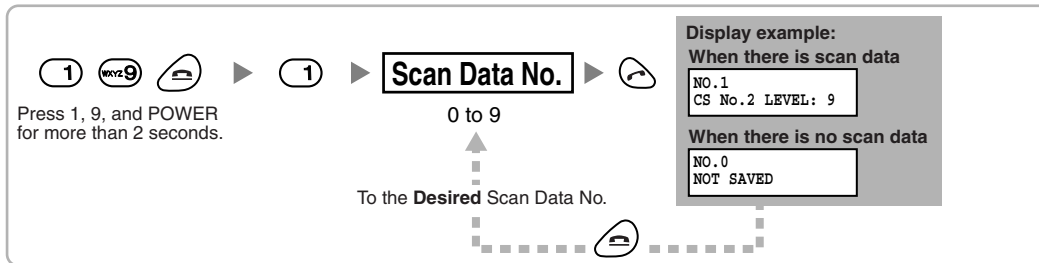 1 WXYZ9
Press 1, 9, and POWER
for more than 2 seconds.
1
Scan Data No.
0 to 9
To the Desired Scan Data No.
Display example:
When there is scan data
NO.1
CS No.2 LEVEL: 9
When there is no scan data
NO.0
NOT SAVED